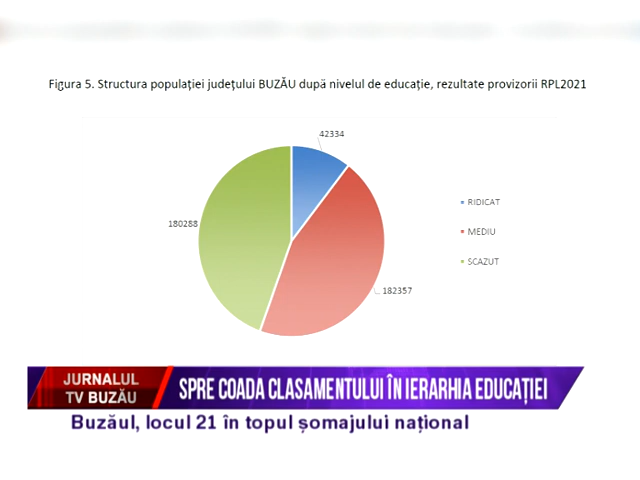 Figura 5. Structura populației județului BUZĂU după nivelul de educație, rezultate provizorii RPL2021
42334
180288
182357
RIDICAT
MEDIU
SCAZUT
JURNALUL
TV BUZĂU
SPRE COADA CLASAMENTULUI ÎN IERARHIA EDUCAȚIEI
Buzăul, locul 21 în topul șomajului național